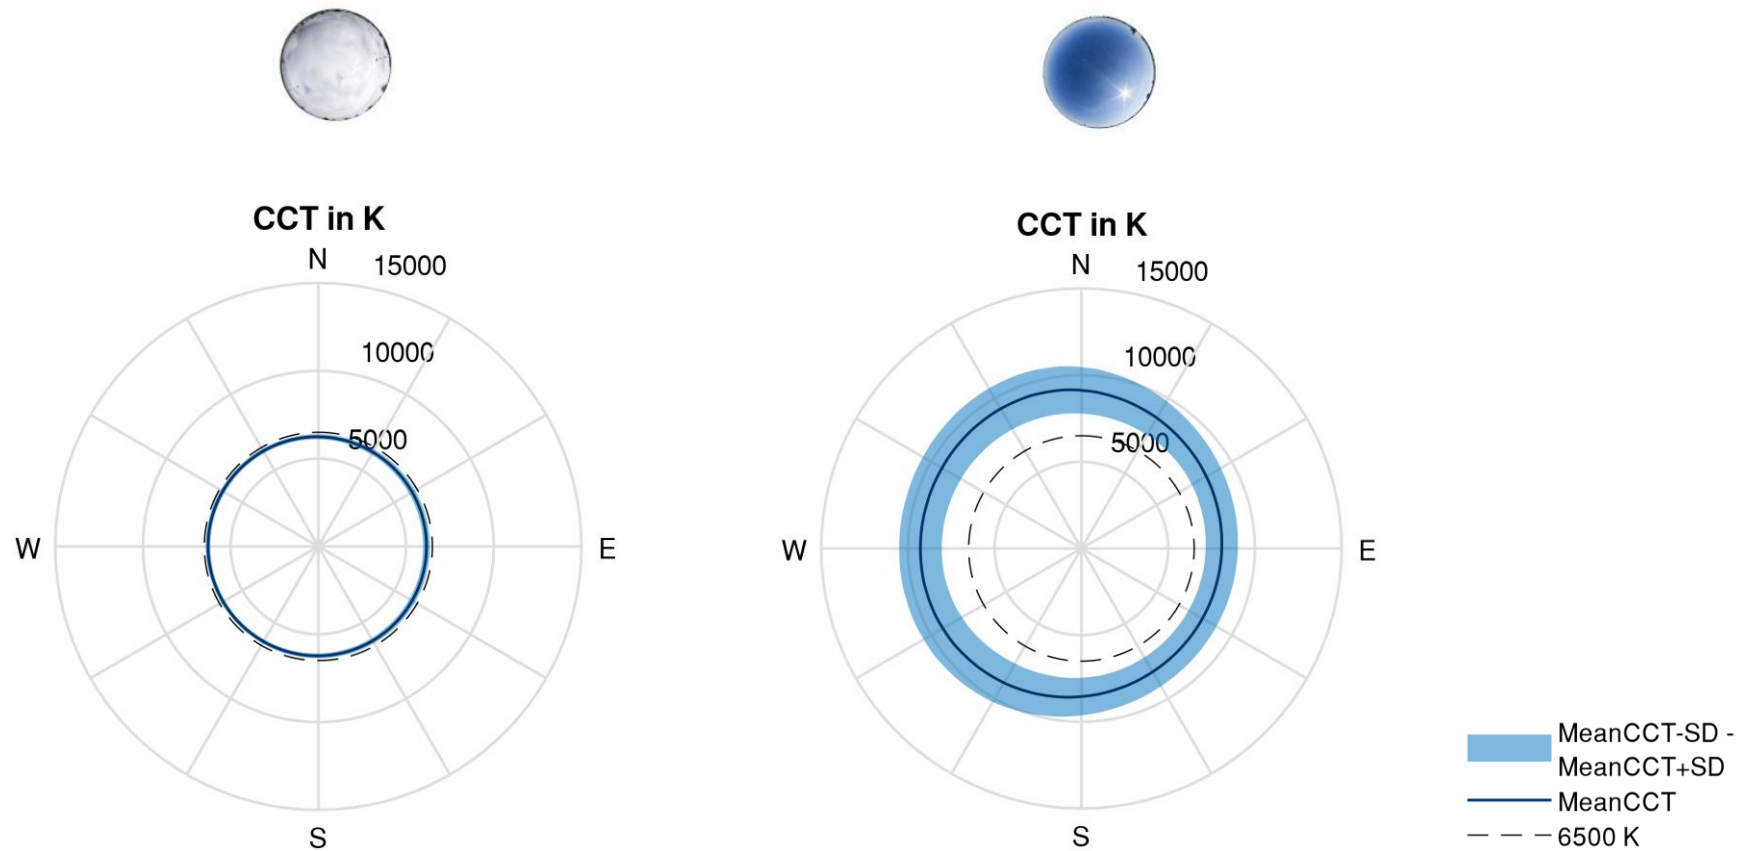 CCT in K
N
15000
10000
5000
W
E
S
CCT in K
N
15000
10000
5000
W
E
S
MeanCCT-SD -
MeanCCT+SD
MeanCCT
6500 K